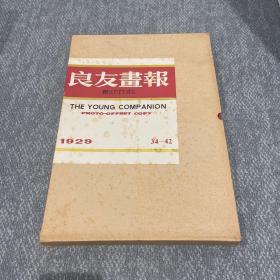 良友畫報
THE YOUNG COMPANION
PHOTO-OFFSET COPY
1929
34-42